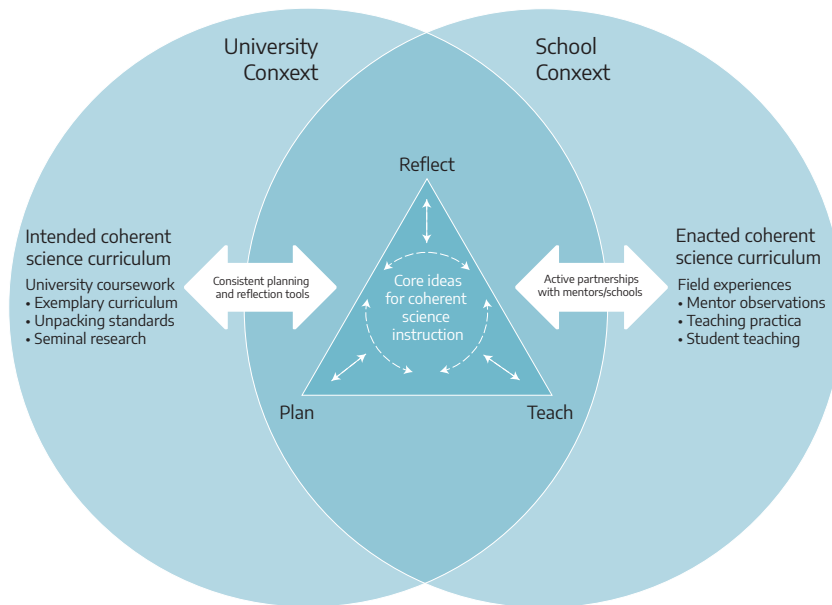 University
Conxext
School
Conxext
Reflect
Intended coherent
science curriculum
University coursework
• Exemplary curriculum
• Unpacking standards
• Seminal research
Consistent planning
and reflection tools
Core ideas
for coherent
science
instruction
Active partnerships
with mentors/schools
Enacted coherent
science curriculum
Field experiences
• Mentor observations
• Teaching practica
• Student teaching
Plan
Teach